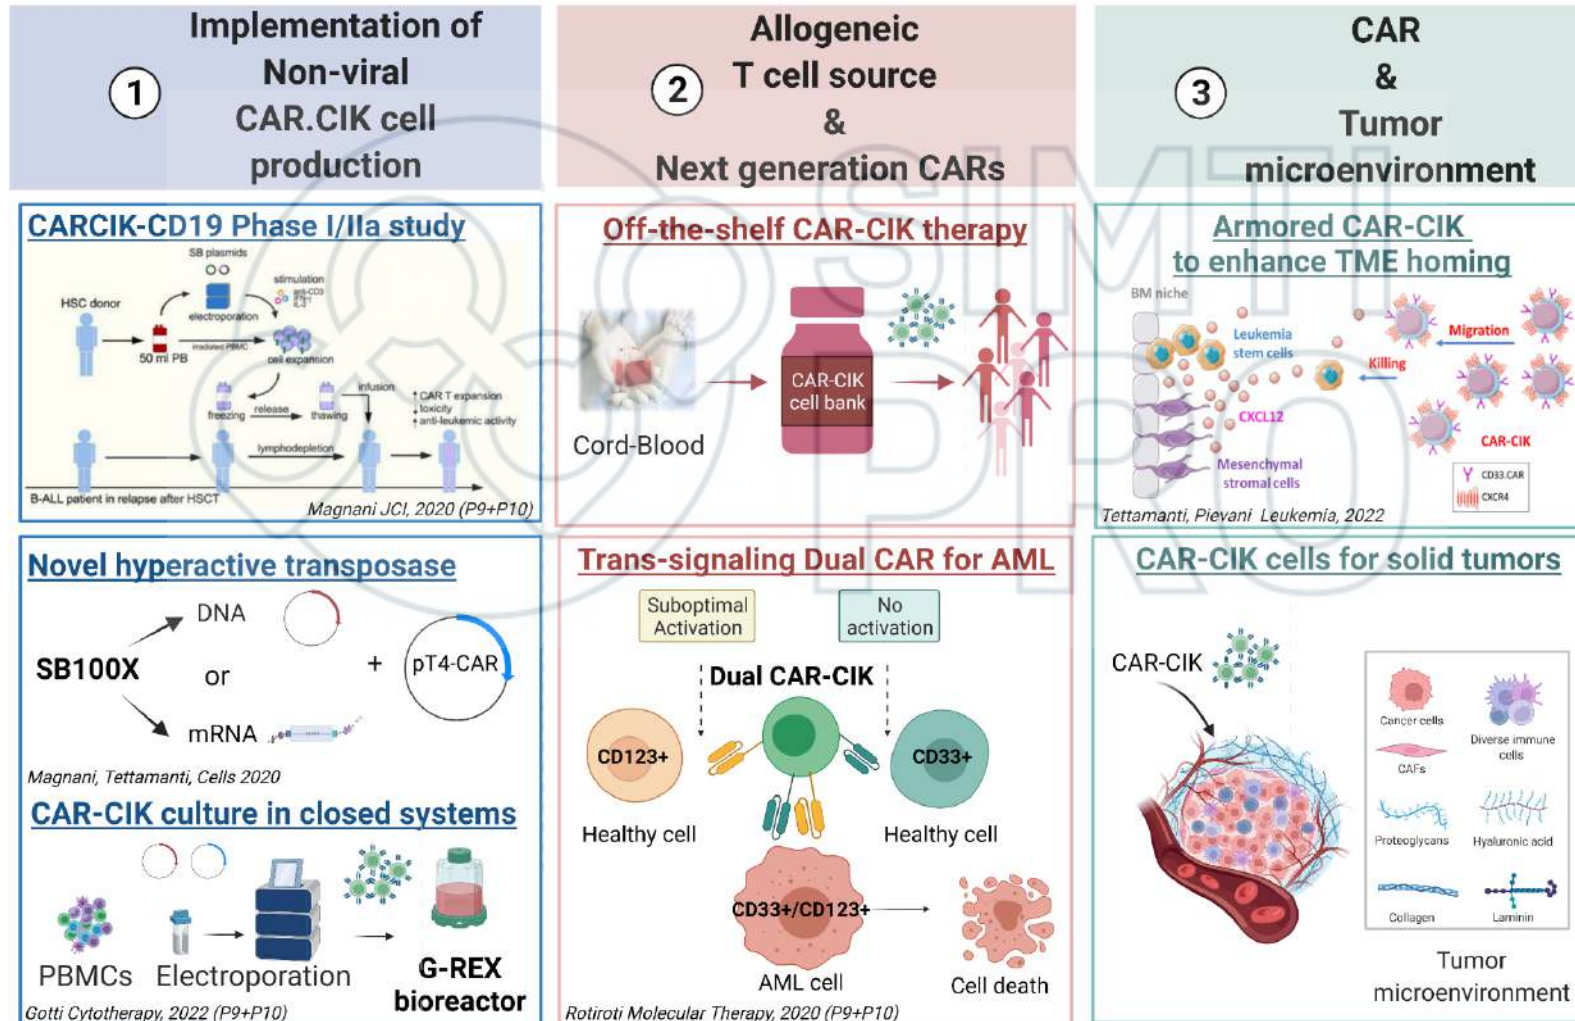 1
Implementation of
Non-viral
CAR.CIK cell
production
CARCIK-CD19 Phase I/IIa study
SB plasmids
stimulation
anti-CD3
IFNγ
IL-2
HSC donor
electroporation
50 ml PB
irradiated PBMC
cell expansion
infusion
freezing
release
thawing
CAR T expansion
toxicity
anti-leukemic activity
lymphodepletion
B-ALL patient in relapse after HSCT
Magnani JCI, 2020 (P9+P10)
Novel hyperactive transposase
DNA
SB100X
or
+
pT4-CAR
mRNA
Magnani, Tettamanti, Cells 2020
CAR-CIK culture in closed systems
PBMCs
Electroporation
G-REX
bioreactor
Gotti Cytotherapy, 2022 (P9+P10)
2
Allogeneic
T cell source
&
Next generation CARs
Off-the-shelf CAR-CIK therapy
CAR-CIK
cell bank
Cord-Blood
Trans-signaling Dual CAR for AML
Suboptimal
Activation
No
activation
Dual CAR-CIK
CD123+
CD33+
Healthy cell
Healthy cell
CD33+/CD123+
AML cell
Cell death
Rotiroti Molecular Therapy, 2020 (P9+P10)
3
CAR
&
Tumor
microenvironment
Armored CAR-CIK
to enhance TME homing
BM niche
Leukemia
stem cells
Migration
Killing
CXCL12
CAR-CIK
Mesenchymal
stromal cells
CD33.CAR
CXCR4
Tettamanti, Pievani Leukemia, 2022
CAR-CIK cells for solid tumors
CAR-CIK
Cancer cells
Diverse immune
cells
CAFs
Proteoglycans
Hyaluronic acid
Collagen
Laminin
Tumor
microenvironment
SIMTI
PRO